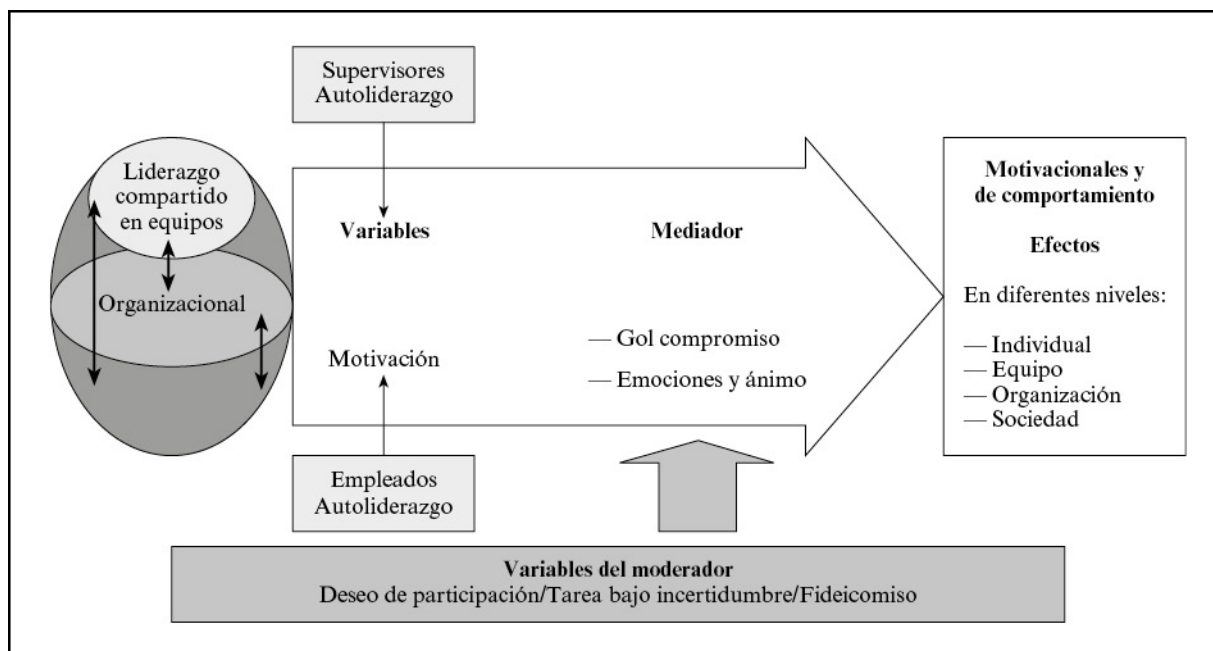 Supervisores
Autoliderazgo
Liderazgo
compartido
en equipos
Organizacional
Variables
Motivación
Mediador
— Gol compromiso
— Emociones y ánimo
Empleados
Autoliderazgo
Motivacionales y
de comportamiento
Efectos
En diferentes niveles:
— Individual
— Equipo
— Organización
— Sociedad
Variables del moderador
Deseo de participación/Tarea bajo incertidumbre/Fideicomiso